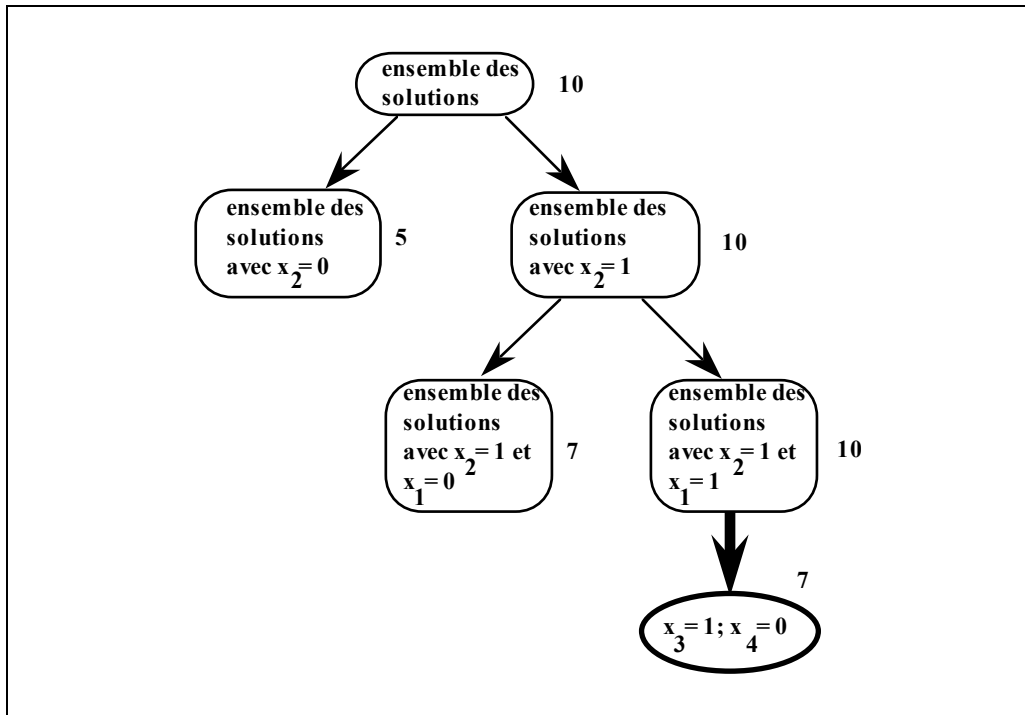 ensemble des
solutions
10
ensemble des
solutions
avec x2= 0
5
ensemble des
solutions
avec x2= 1
10
ensemble des
solutions
avec x2= 1 et
x1= 0
7
ensemble des
solutions
avec x2= 1 et
x1= 1
10
7
x3= 1; x4= 0